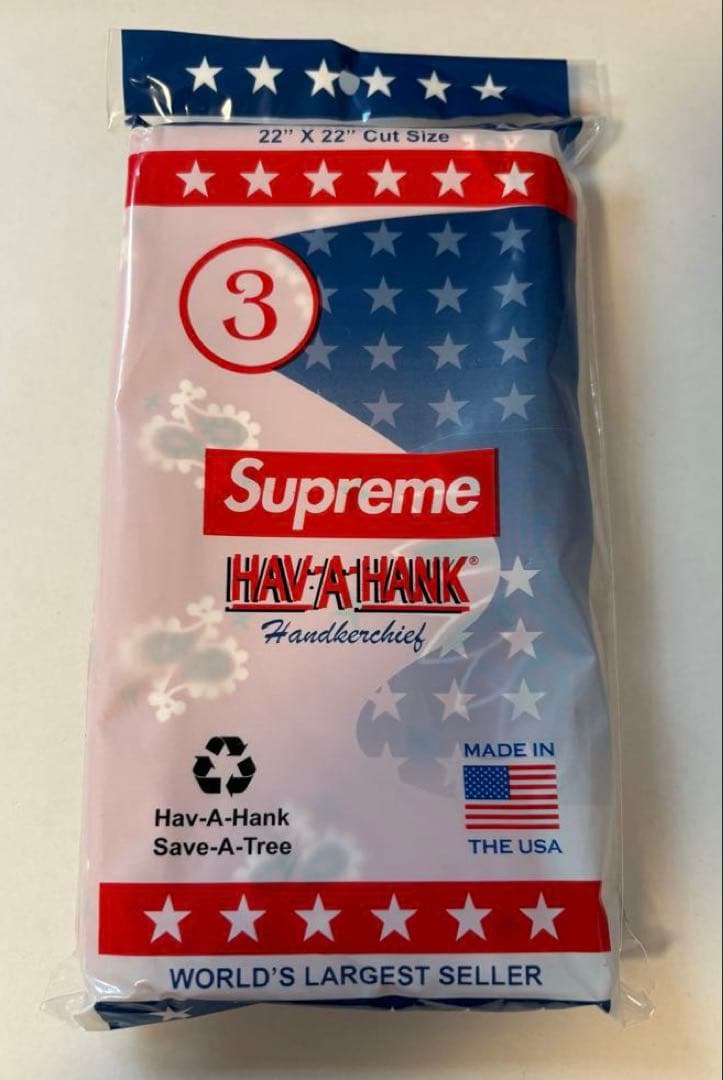 22” X 22” Cut Size
3
Supreme
HAV-A-HANK®
Handkerchief
Hav-A-Hank
Save-A-Tree
MADE IN
THE USA
WORLD’S LARGEST SELLER